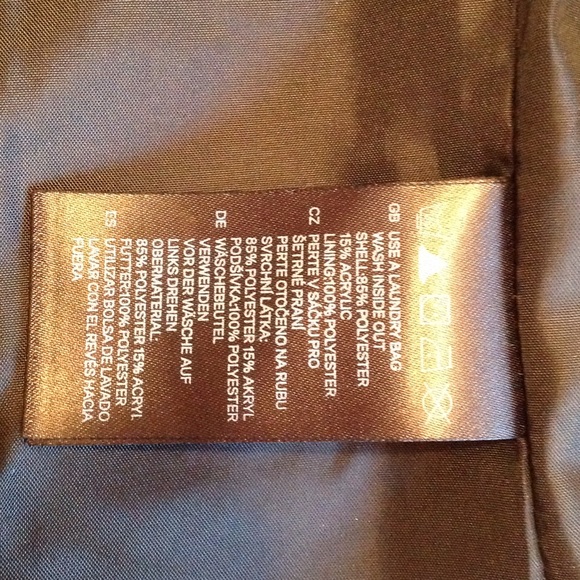 GB USE A LAUNDRY BAG
WASH INSIDE OUT
SHELL:85% POLYESTER
15% ACRYLIC
LINING:100% POLYESTER
CZ PERTE V SÁČKU PRO
ŠETRNÉ PRANÍ
PERTE OTOČENO NA RUBU
SVRCHNÍ LÁTKA:
85% POLYESTER 15% AKRYL
PODŠÍVKA:100% POLYESTER
DE WÄSCHEBEUTEL
VERWENDEN
VOR DER WÄSCHE AUF
LINKS DREHEN
OBERMATERIAL:
85% POLYESTER 15% ACRYL
FUTTER:100% POLYESTER
ES UTILIZAR BOLSA DE LAVADO
LAVAR CON EL REVÉS HACIA
FUERA